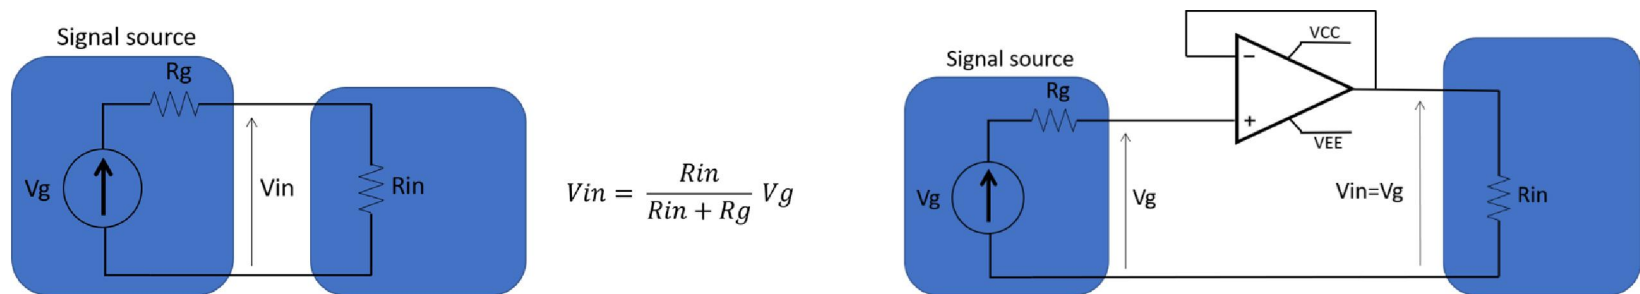 Signal source
Rg
Vg
Vin
Rin
Vin = Rin / (Rin + Rg) Vg
Signal source
Rg
Vg
Vg
−
+
VCC
VEE
Vin=Vg
Rin